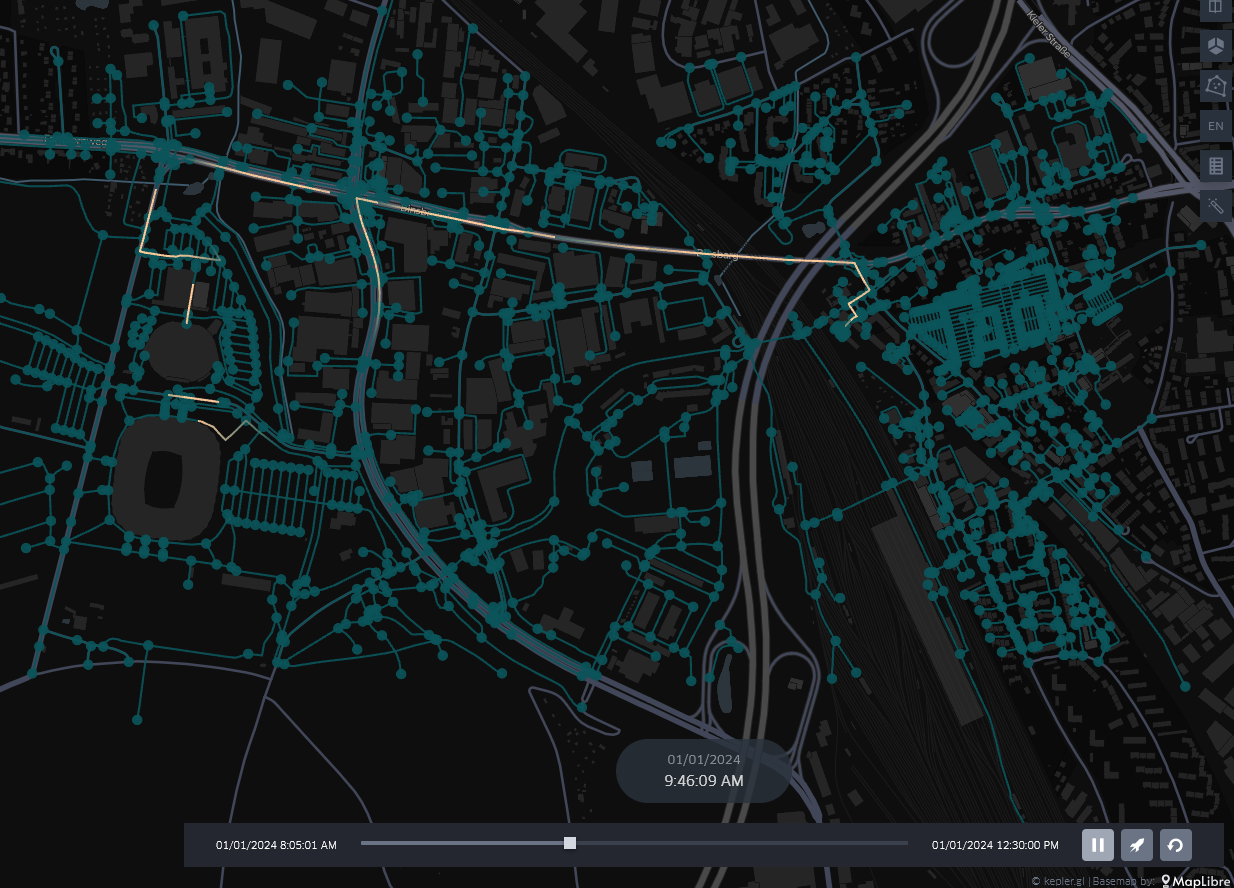 Kieler Straße
EN
Binsbarg
01/01/2024
9:46:09 AM
01/01/2024 8:05:01 AM
01/01/2024 12:30:00 PM
© kepler.gl | Basemap by:
MapLibre